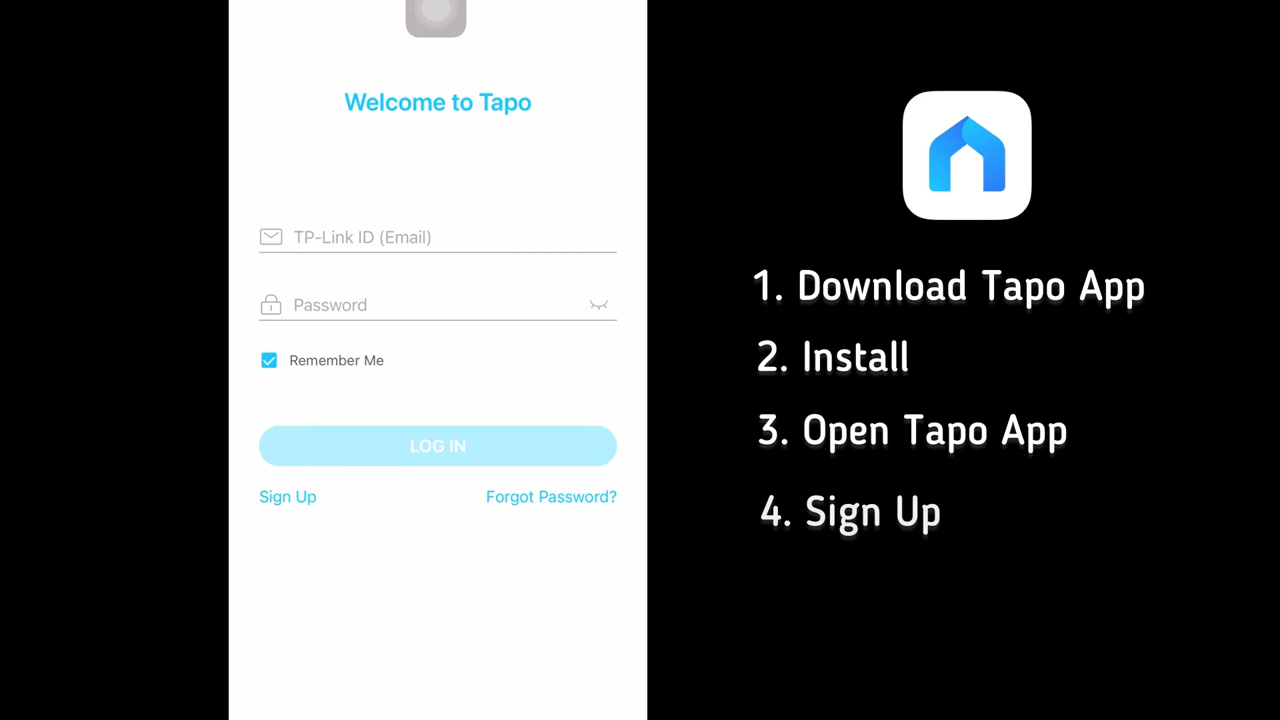 Welcome to Tapo
TP-Link ID (Email)
Password
Remember Me
LOG IN
Sign Up
Forgot Password?
1. Download Tapo App
2. Install
3. Open Tapo App
4. Sign Up